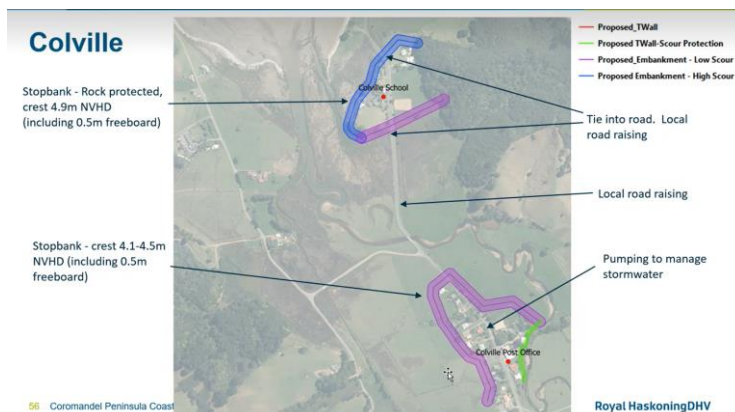 Colville
Proposed_TWall
Proposed TWall-Scour Protection
Proposed_Embankment - Low Scour
Proposed Embankment - High Scour
Stopbank - Rock protected,
crest 4.9m NVHD
(including 0.5m freeboard)
Colville School
Tie into road. Local
road raising
Local road raising
Stopbank - crest 4.1-4.5m
NVHD (including 0.5m
freeboard)
Pumping to manage
stormwater
Colville Post Office
56 Coromandel Peninsula Coast
Royal HaskoningDHV